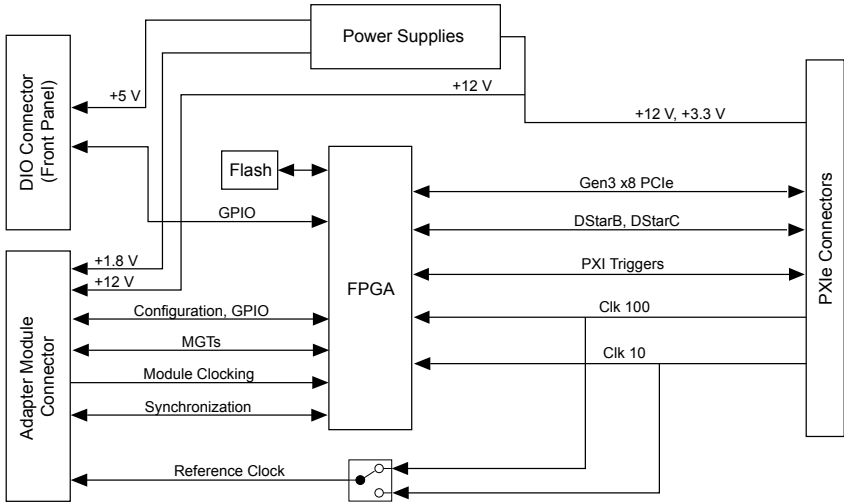 Power Supplies
DIO Connector
(Front Panel)
+5 V
+12 V
+12 V, +3.3 V
Flash
GPIO
Gen3 x8 PCIe
DStarB, DStarC
PXI Triggers
PXIe Connectors
FPGA
+1.8 V
+12 V
Adapter Module
Connector
Configuration, GPIO
Clk 100
MGTs
Clk 10
Module Clocking
Synchronization
Reference Clock